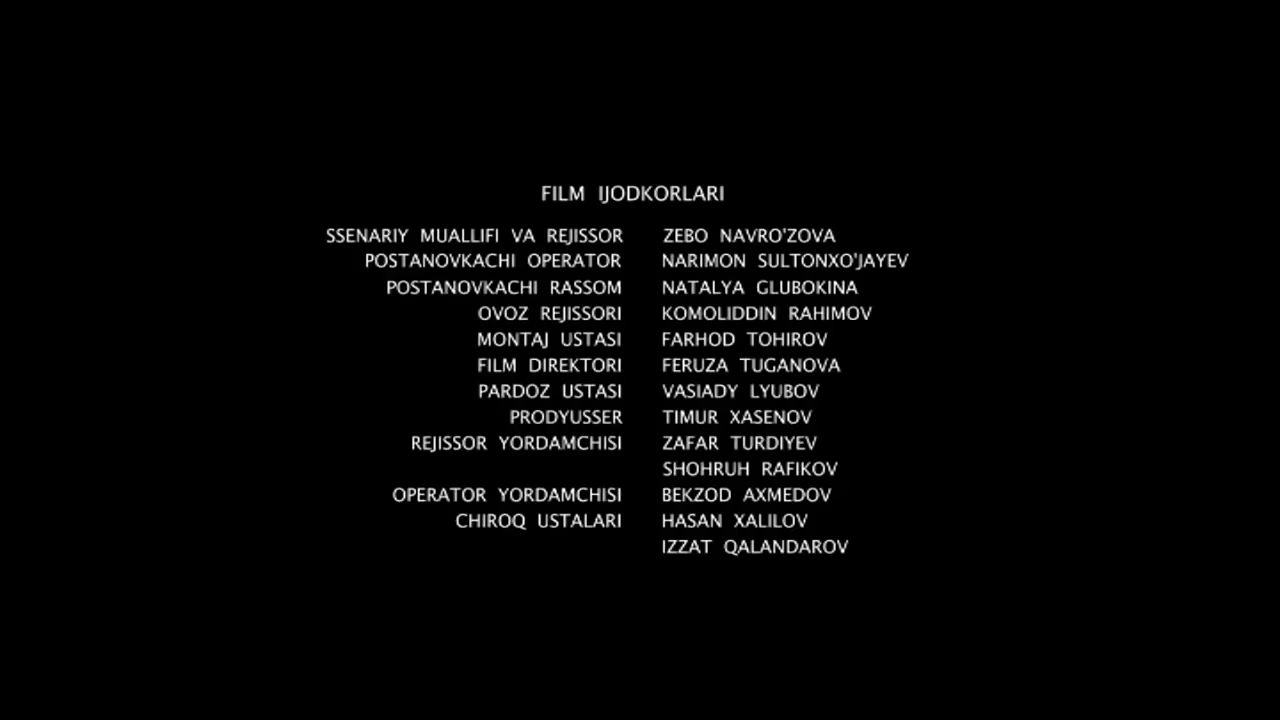 FILM IJODKORLARI
SSENARIY MUALLIFI VA REJISSOR ZEBO NAVRO'ZOVA
POSTANOVKACHI OPERATOR NARIMON SULTONXO'JAYEV
POSTANOVKACHI RASSOM NATALYA GLUBOKINA
OVOZ REJISSORI KOMOLIDDIN RAHIMOV
MONTAJ USTASI FARHOD TOHIROV
FILM DIREKTORI FERUZA TUGANOVA
PARDOZ USTASI VASIADY LYUBOV
PRODYUSSER TIMUR XASENOV
REJISSOR YORDAMCHISI ZAFAR TURDIYEV
SHOHRUH RAFIKOV
OPERATOR YORDAMCHISI BEKZOD AXMEDOV
CHIROQ USTALARI HASAN XALILOV
IZZAT QALANDAROV